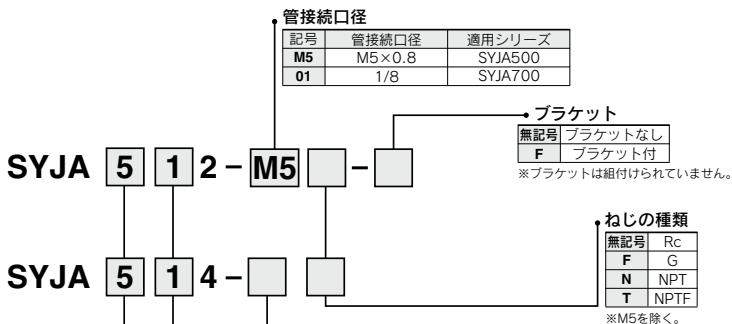 管接続口径
記号 管接続口径 適用シリーズ
M5 M5×0.8 SYJA500
01 1/8 SYJA700
ブラケット
無記号 ブラケットなし
F ブラケット付
※ブラケットは組付けられていません。
SYJA 5 1 2 – M5 –
ねじの種類
無記号 Rc
F G
N NPT
T NPTF
※M5を除く。
SYJA 5 1 4 –